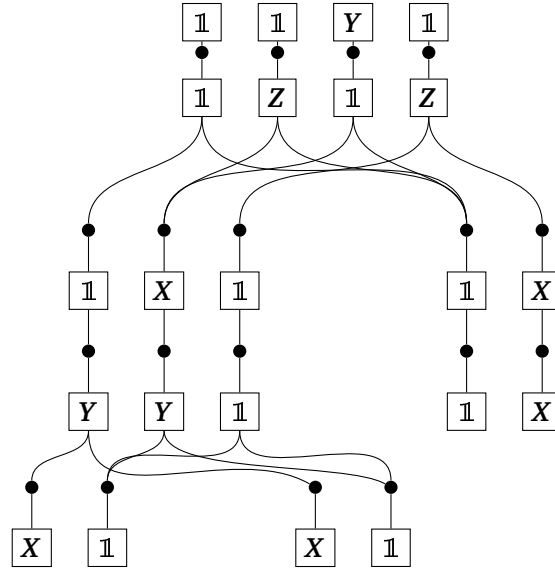 𝟙 𝟙 Y 𝟙
𝟙 Z 𝟙 Z
𝟙 X 𝟙 𝟙 X
Y Y 𝟙 𝟙 X
X 𝟙 X 𝟙